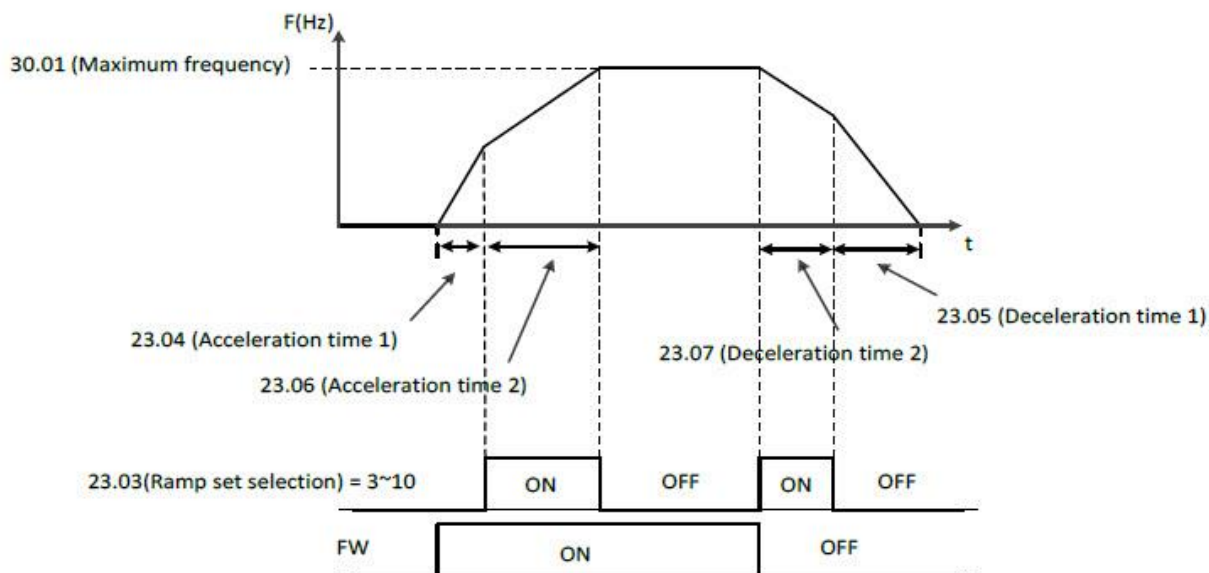 F(Hz)
30.01 (Maximum frequency)
t
23.04 (Acceleration time 1)
23.05 (Deceleration time 1)
23.07 (Deceleration time 2)
23.06 (Acceleration time 2)
23.03(Ramp set selection) = 3~10
ON
OFF
ON
OFF
FW
ON
OFF